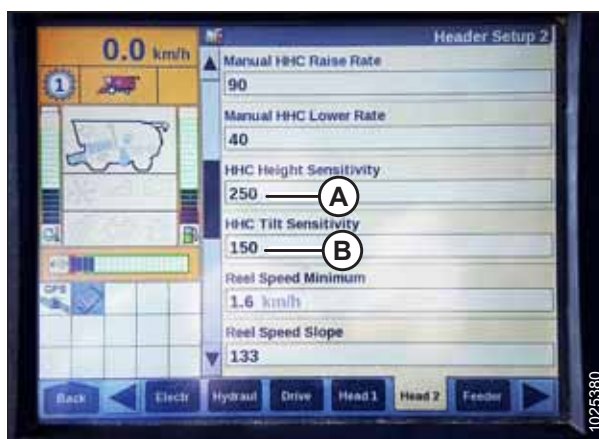 Header Setup 2
0.0 km/h
1
Manual HHC Raise Rate
90
Manual HHC Lower Rate
40
HHC Height Sensitivity
250
A
HHC Tilt Sensitivity
150
B
Reel Speed Minimum
1.6 km/h
Reel Speed Slope
133
GPS
Back Electr Hydraul Drive Head 1 Head 2 Feeder
1025380